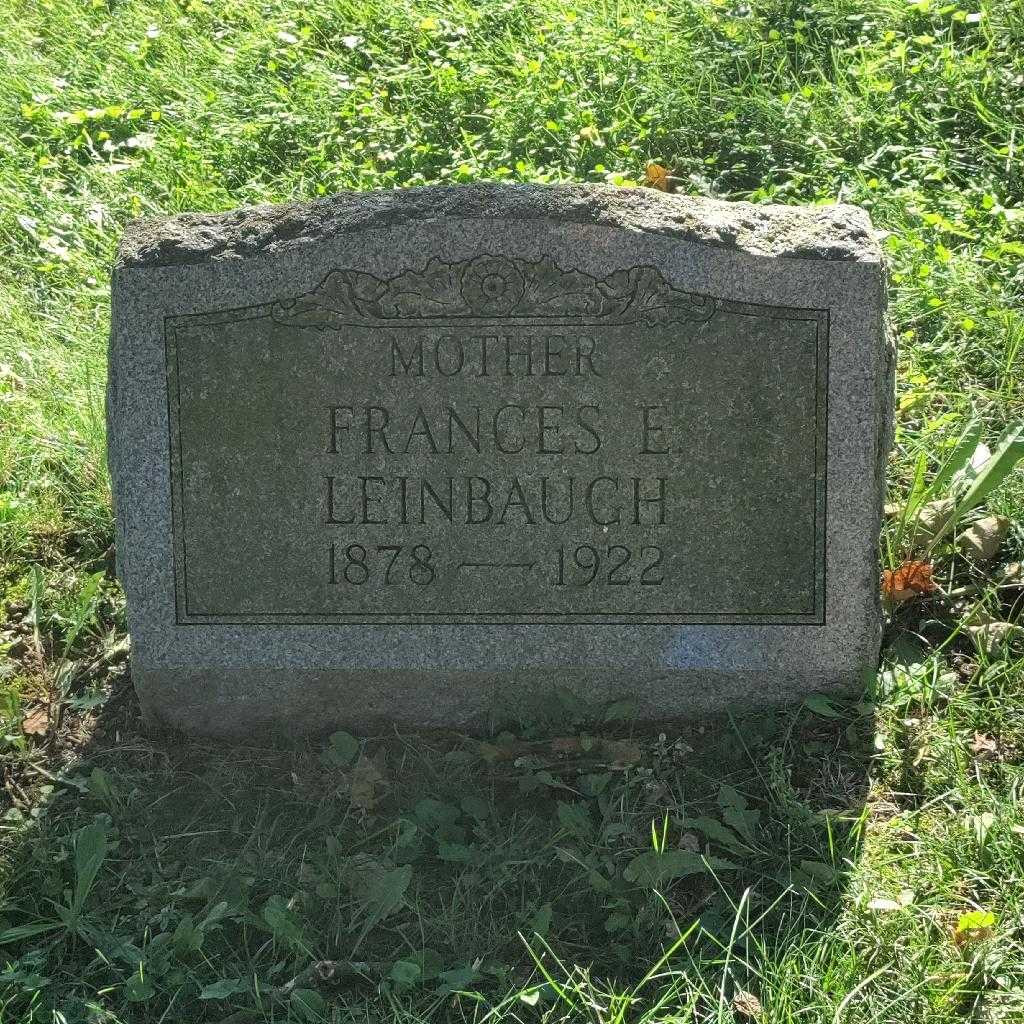 MOTHER
FRANCES E.
LEINBAUGH
1878 — 1922